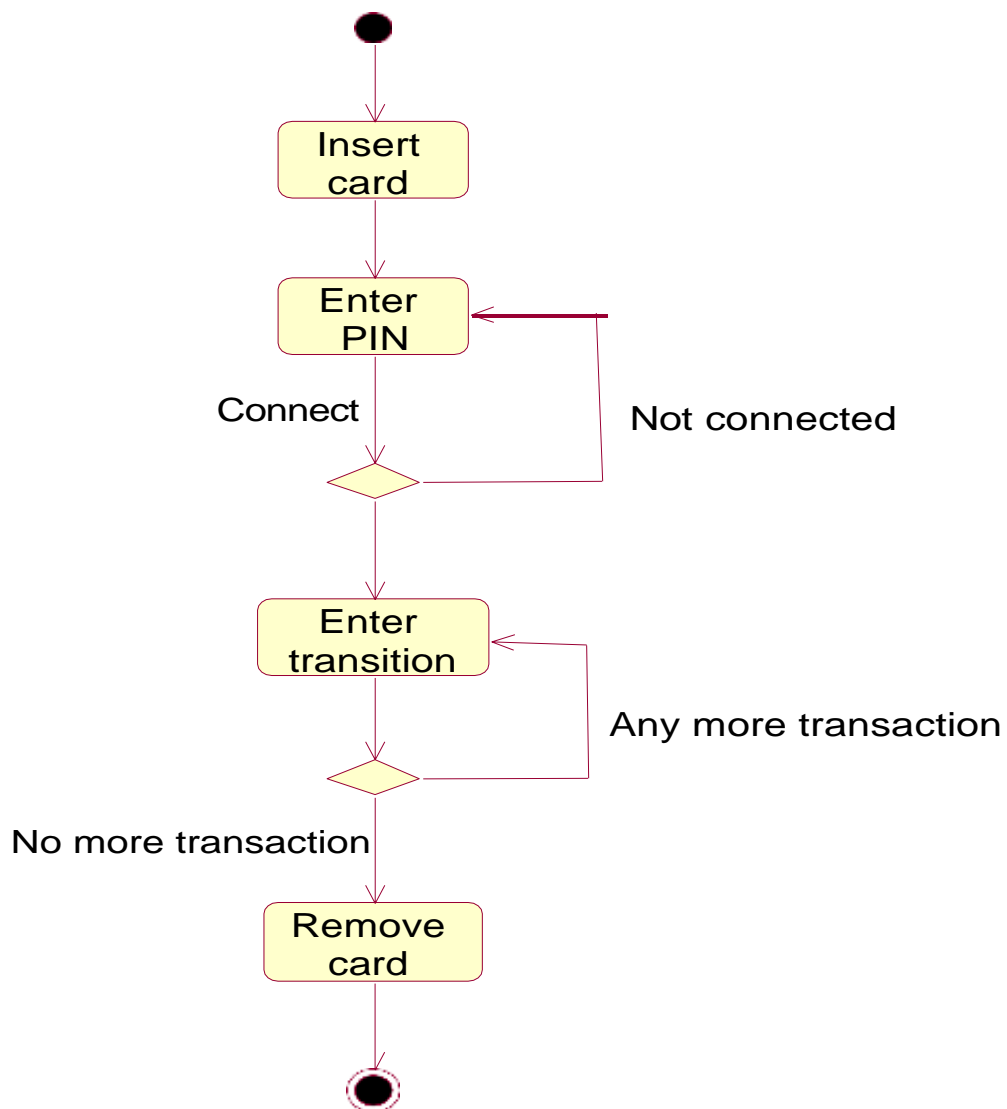 Insert
card
Enter
PIN
Connect
Not connected
Enter
transition
Any more transaction
No more transaction
Remove
card